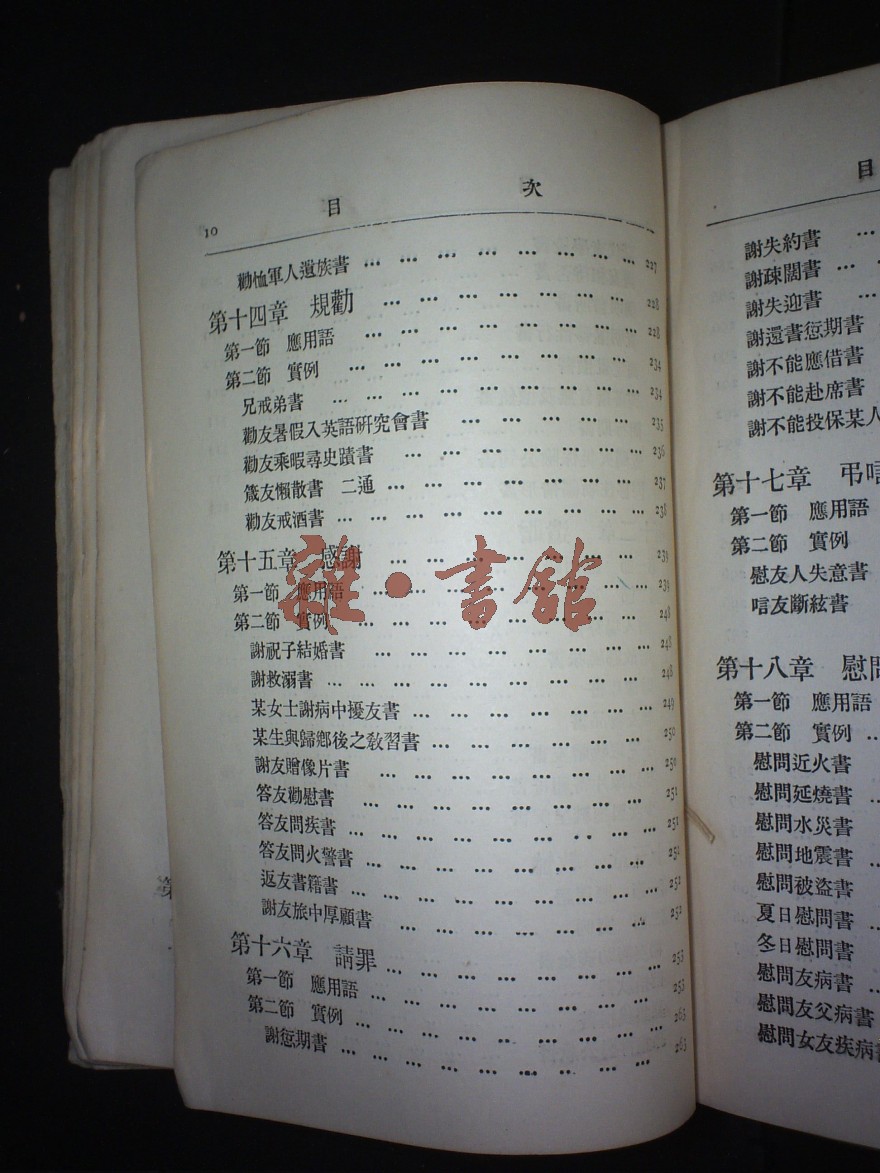 目 次
10
勸恤軍人遺族書 … … … … … … … … 227
第十四章 規勸 … … … … … … … 228
第一節 應用語 … … … … … … … … 228
第二節 實例 … … … … … … … … 234
兄戒弟書 … … … … … … … … … 234
勸友暑假入英語研究會書 … … … … … 235
勸友乘暇尋史蹟書 … … … … … … … 236
箴友懶散書 二通 … … … … … … … 237
勸友戒酒書 … … … … … … … … … 238
第十五章 感謝 … … … … … … … 239
第一節 應用語 … … … … … … … … 239
第二節 實例 … … … … … … … … … 248
謝祝子結婚書 … … … … … … … … 248
謝救溺書 … … … … … … … … … 248
某女士謝病中擾友書 … … … … … … 249
某生與歸鄉後之敎習書 … … … … … … 250
謝友贈像片書 … … … … … … … 250
答友勸慰書 … … … … … … … … 251
答友問疾書 … … … … … … … … 251
答友問火警書 … … … … … … … … 251
返友書籍書 … … … … … … … … 252
謝友旅中厚顧書 … … … … … … … 252
第十六章 請罪 … … … … … … … 253
第一節 應用語 … … … … … … … … 253
第二節 實例 … … … … … … … … 263
謝愆期書 … … … … … … … … … 263
目
謝失約書 …
謝疎闊書 …
謝失迎書 …
謝還書愆期書
謝不能應借書
謝不能赴席書
謝不能投保某人
第十七章 弔唁
第一節 應用語
第二節 實例
慰友人失意書
唁友斷絃書
第十八章 慰問
第一節 應用語
第二節 實例 …
慰問近火書
慰問延燒書 …
慰問水災書
慰問地震書 …
慰問被盜書
夏日慰問書 …
冬日慰問書
慰問友病書 …
慰問友父病書
慰問女友疾病書
雜·書館